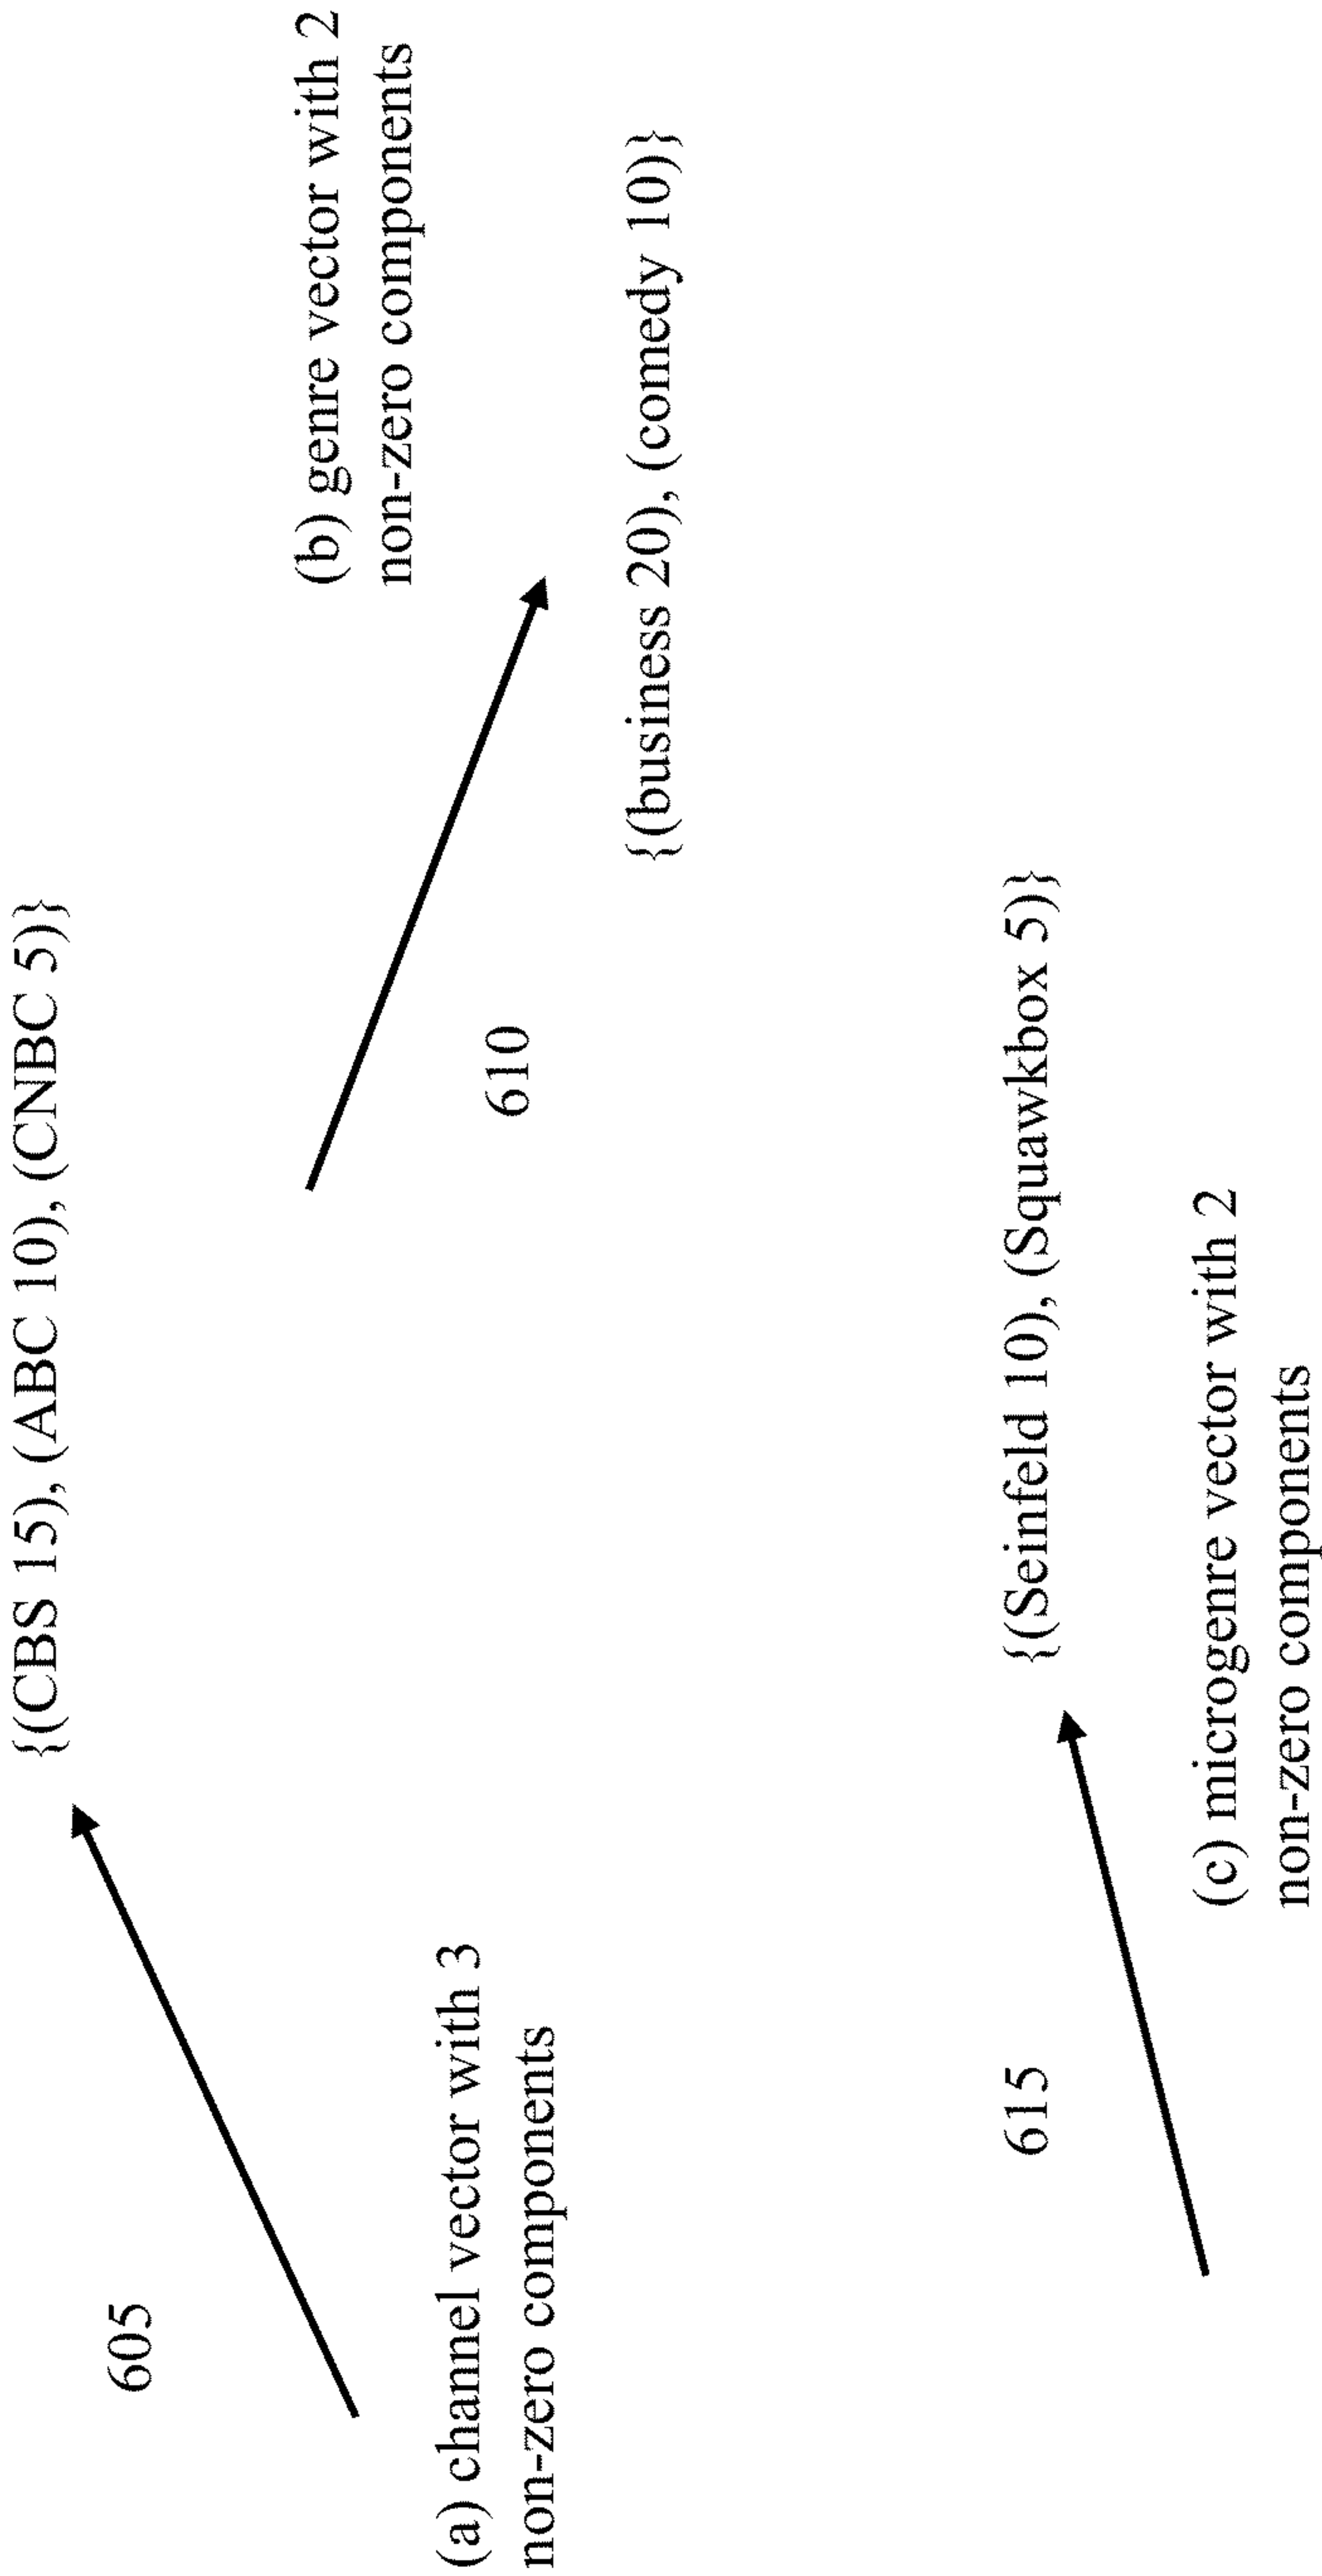 {(CBS 15), (ABC 10), (CNBC 5)}
605
(b) genre vector with 2
non-zero components
(a) channel vector with 3
non-zero components
610
{(business 20), (comedy 10)}
615
{(Seinfeld 10), (Squawkbox 5)}
(c) microgenre vector with 2
non-zero components